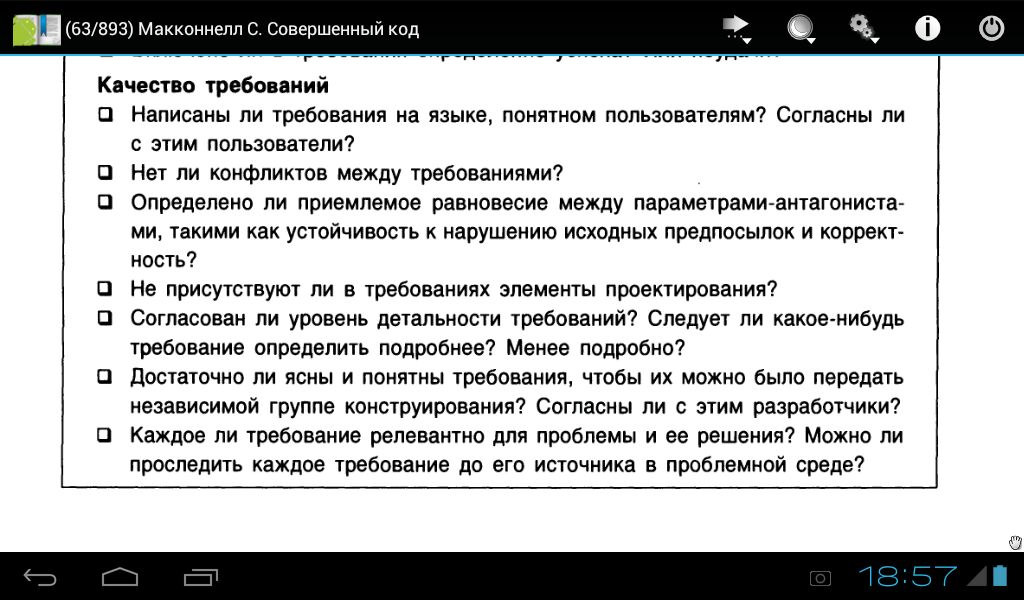 (63/893) Макконнелл С. Совершенный код
Качество требований
Написаны ли требования на языке, понятном пользователям? Согласны ли
с этим пользователи?
Нет ли конфликтов между требованиями?
Определено ли приемлемое равновесие между параметрами-антагониста-
ми, такими как устойчивость к нарушению исходных предпосылок и коррект-
ность?
Не присутствуют ли в требованиях элементы проектирования?
Согласован ли уровень детальности требований? Следует ли какое-нибудь
требование определить подробнее? Менее подробно?
Достаточно ли ясны и понятны требования, чтобы их можно было передать
независимой группе конструирования? Согласны ли с этим разработчики?
Каждое ли требование релевантно для проблемы и ее решения? Можно ли
проследить каждое требование до его источника в проблемной среде?
18:57